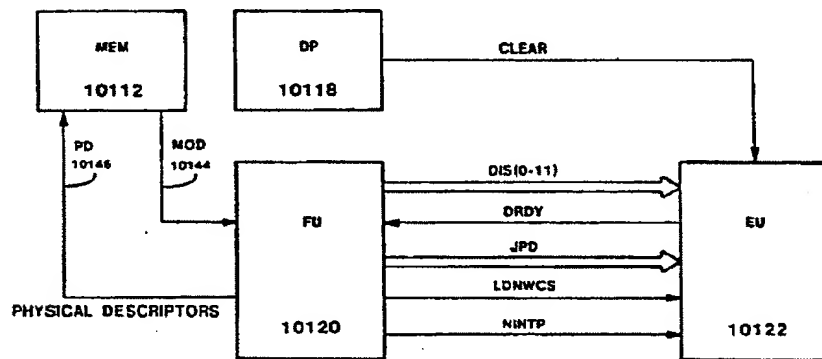 MEM
10112
DP
10118
CLEAR
PD
10146
MOD
10144
FU
10120
DIS(0-11)
DRDY
JPD
LDNWCS
NINTP
EU
10122
PHYSICAL DESCRIPTORS